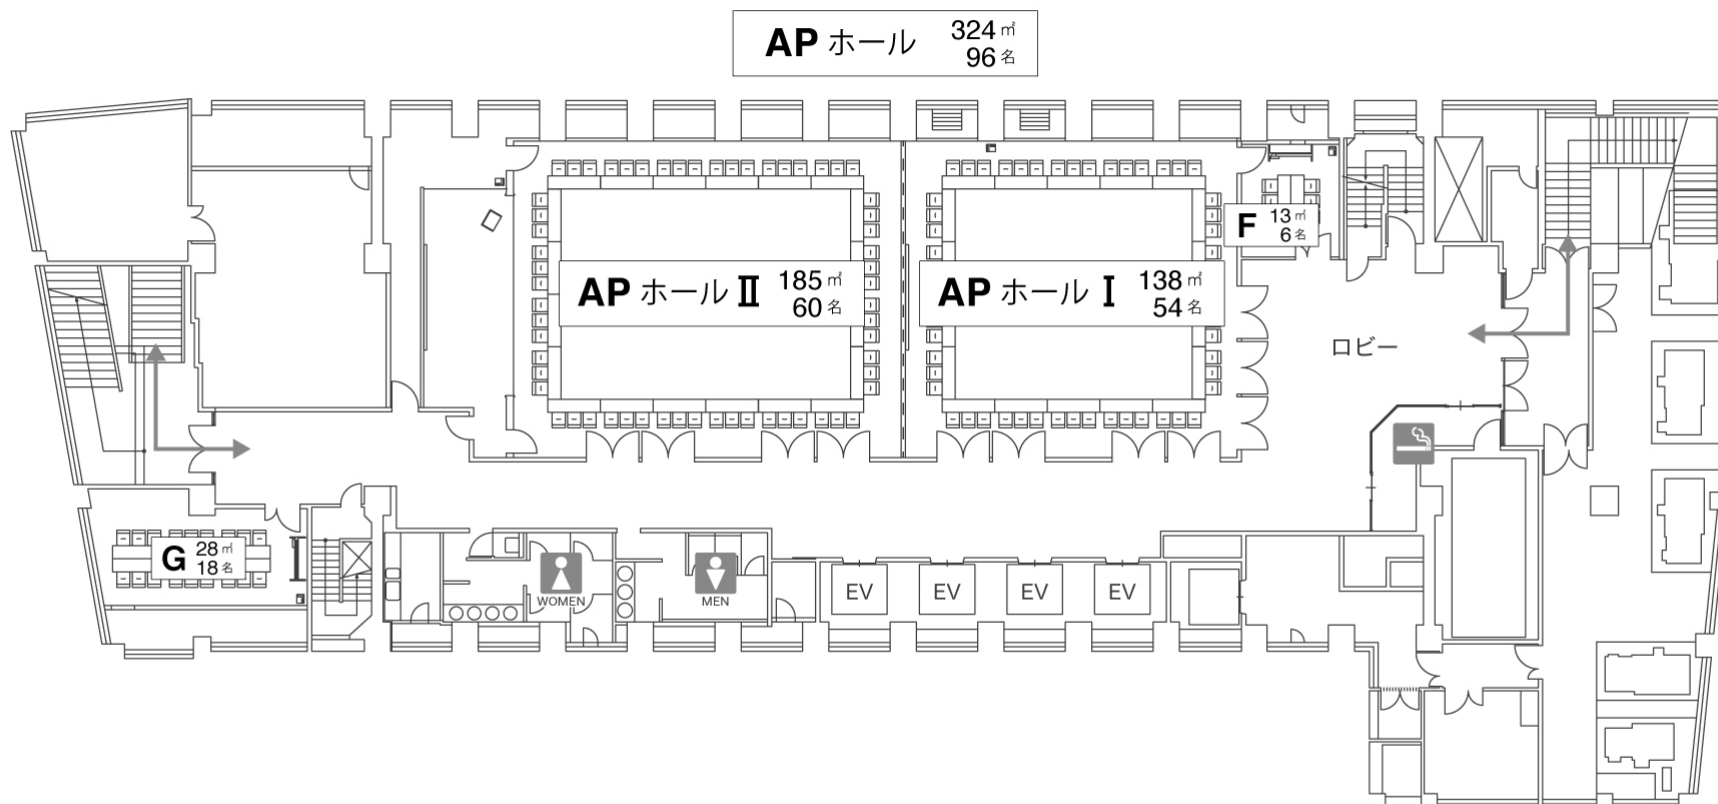 AP ホール 324㎡
96名
AP ホール Ⅱ 185㎡
60名
AP ホール Ⅰ 138㎡
54名
F 13㎡
6名
ロビー
G 28㎡
18名
WOMEN
MEN
EV
EV
EV
EV